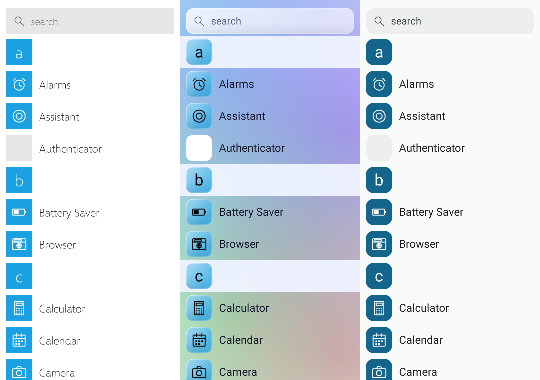 search
a
Alarms
Assistant
Authenticator
b
Battery Saver
Browser
c
Calculator
Calendar
Camera
search
a
Alarms
Assistant
Authenticator
b
Battery Saver
Browser
c
Calculator
Calendar
Camera
search
a
Alarms
Assistant
Authenticator
b
Battery Saver
Browser
c
Calculator
Calendar
Camera